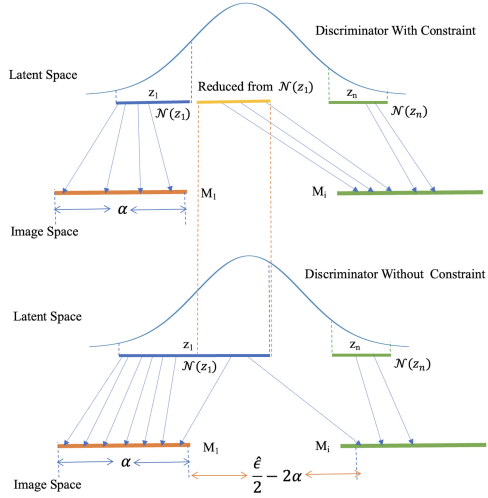 Discriminator With Constraint
Latent Space
z₁
Reduced from 𝒩(z₁)
zₙ
𝒩(z₁)
𝒩(zₙ)
M₁
Mᵢ
α
Image Space
Discriminator Without Constraint
Latent Space
z₁
zₙ
𝒩(z₁)
𝒩(zₙ)
M₁
Mᵢ
α
ε̂/2 − 2α
Image Space